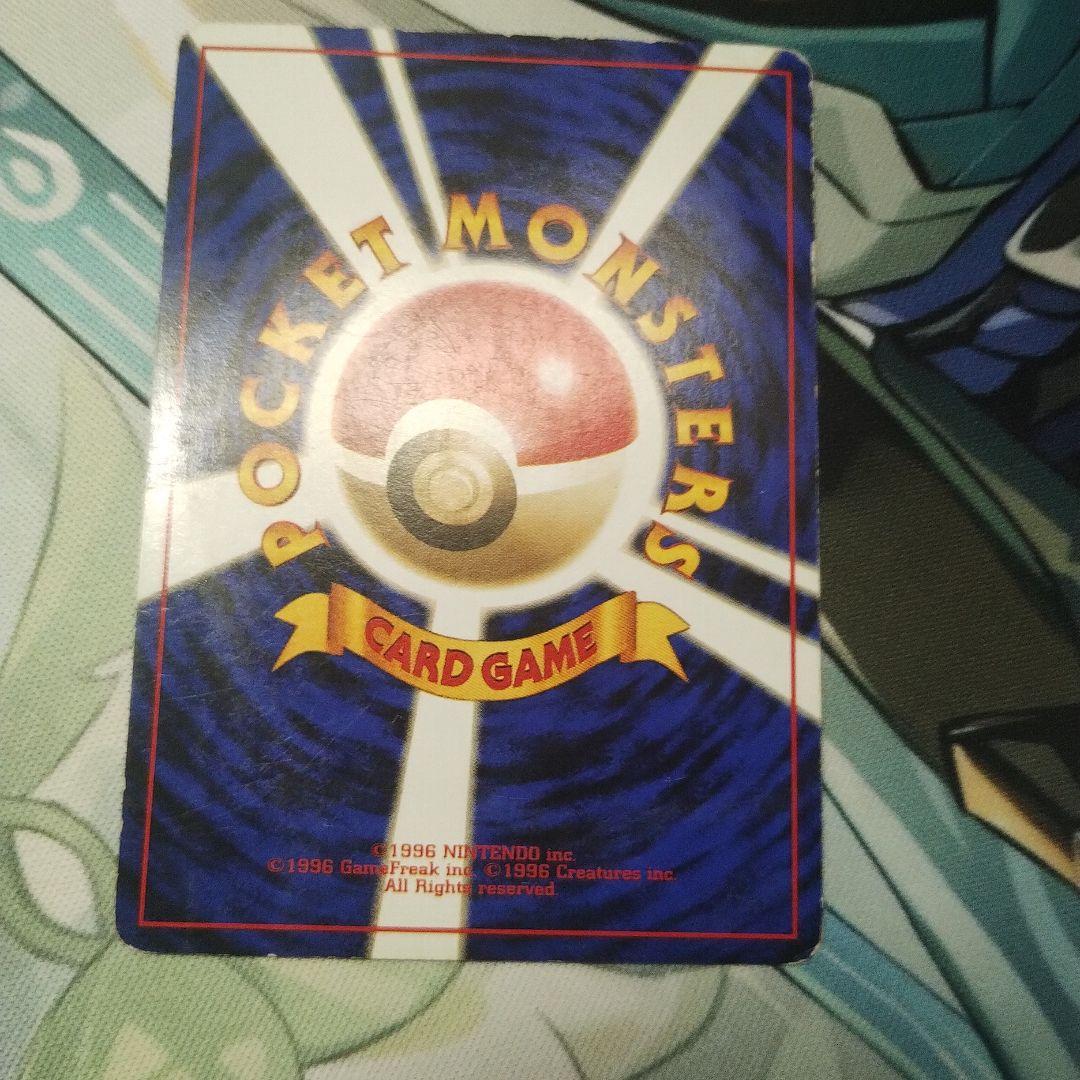 POCKET MONSTERS
CARD GAME
©1996 NINTENDO inc.
©1996 GameFreak inc. ©1996 Creatures inc.
All Rights reserved.